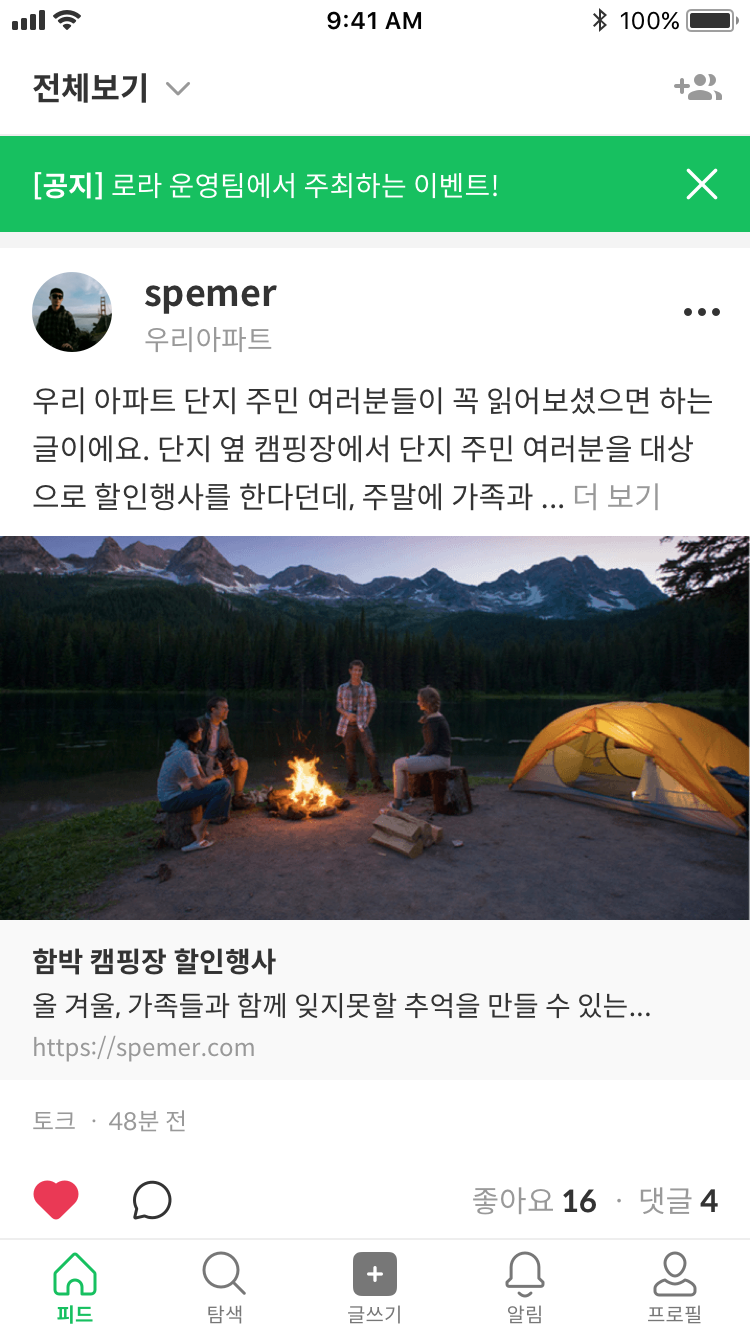 9:41 AM 100%
전체보기
[공지] 로라 운영팀에서 주최하는 이벤트!
spemer
우리아파트
우리 아파트 단지 주민 여러분들이 꼭 읽어보셨으면 하는
글이에요. 단지 옆 캠핑장에서 단지 주민 여러분을 대상
으로 할인행사를 한다던데, 주말에 가족과 ... 더 보기
함박 캠핑장 할인행사
올 겨울, 가족들과 함께 잊지못할 추억을 만들 수 있는...
https://spemer.com
토크 · 48분 전
좋아요 16 · 댓글 4
피드 탐색 글쓰기 알림 프로필